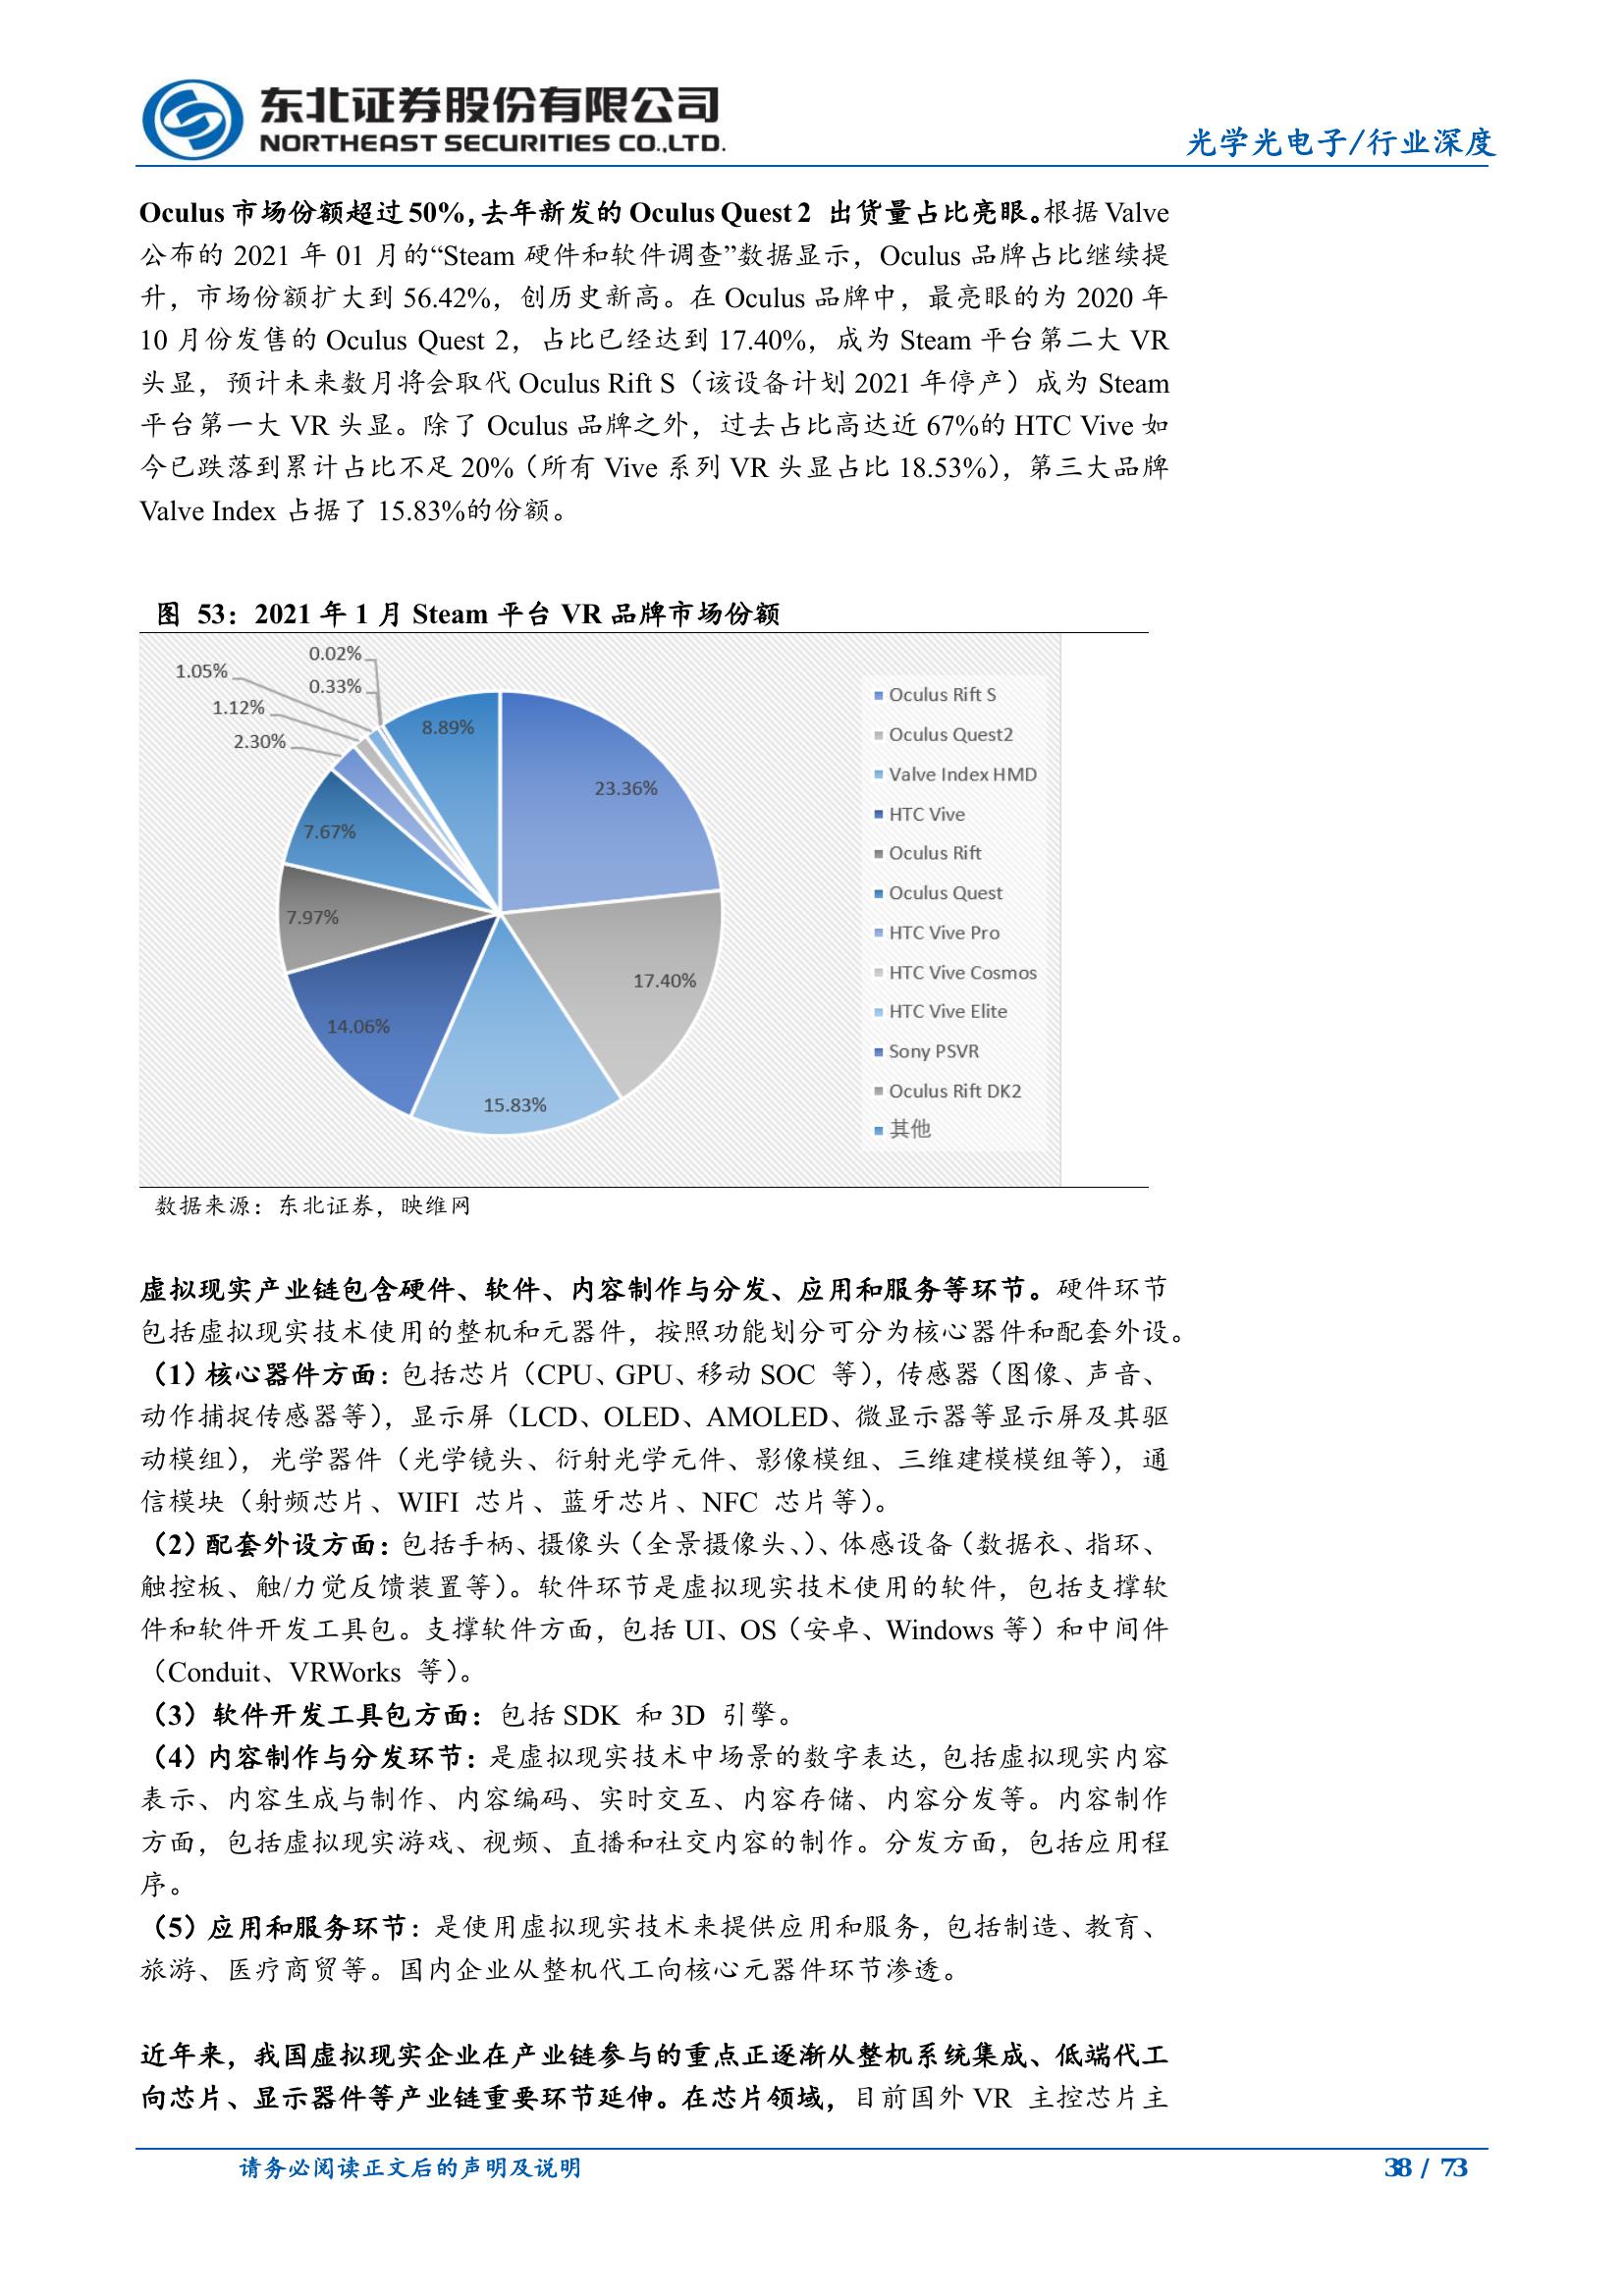 东北证券股份有限公司
NORTHEAST SECURITIES CO.,LTD.
光学光电子/行业深度
Oculus 市场份额超过 50%，去年新发的 Oculus Quest 2 出货量占比亮眼。根据 Valve
公布的 2021 年 01 月的“Steam 硬件和软件调查”数据显示，Oculus 品牌占比继续提
升，市场份额扩大到 56.42%，创历史新高。在 Oculus 品牌中，最亮眼的为 2020 年
10 月份发售的 Oculus Quest 2，占比已经达到 17.40%，成为 Steam 平台第二大 VR
头显，预计未来数月将会取代 Oculus Rift S（该设备计划 2021 年停产）成为 Steam
平台第一大 VR 头显。除了 Oculus 品牌之外，过去占比高达近 67%的 HTC Vive 如
今已跌落到累计占比不足 20%（所有 Vive 系列 VR 头显占比 18.53%），第三大品牌
Valve Index 占据了 15.83%的份额。
图 53：2021 年 1 月 Steam 平台 VR 品牌市场份额
0.02%
1.05%
0.33%
1.12%
2.30%
8.89%
23.36%
7.67%
7.97%
17.40%
14.06%
15.83%
Oculus Rift S
Oculus Quest2
Valve Index HMD
HTC Vive
Oculus Rift
Oculus Quest
HTC Vive Pro
HTC Vive Cosmos
HTC Vive Elite
Sony PSVR
Oculus Rift DK2
其他
数据来源：东北证券，映维网
虚拟现实产业链包含硬件、软件、内容制作与分发、应用和服务等环节。硬件环节
包括虚拟现实技术使用的整机和元器件，按照功能划分可分为核心器件和配套外设。
（1）核心器件方面：包括芯片（CPU、GPU、移动 SOC 等），传感器（图像、声音、
动作捕捉传感器等），显示屏（LCD、OLED、AMOLED、微显示器等显示屏及其驱
动模组），光学器件（光学镜头、衍射光学元件、影像模组、三维建模模组等），通
信模块（射频芯片、WIFI 芯片、蓝牙芯片、NFC 芯片等）。
（2）配套外设方面：包括手柄、摄像头（全景摄像头、）、体感设备（数据衣、指环、
触控板、触/力觉反馈装置等）。软件环节是虚拟现实技术使用的软件，包括支撑软
件和软件开发工具包。支撑软件方面，包括 UI、OS（安卓、Windows 等）和中间件
（Conduit、VRWorks 等）。
（3）软件开发工具包方面：包括 SDK 和 3D 引擎。
（4）内容制作与分发环节：是虚拟现实技术中场景的数字表达，包括虚拟现实内容
表示、内容生成与制作、内容编码、实时交互、内容存储、内容分发等。内容制作
方面，包括虚拟现实游戏、视频、直播和社交内容的制作。分发方面，包括应用程
序。
（5）应用和服务环节：是使用虚拟现实技术来提供应用和服务，包括制造、教育、
旅游、医疗商贸等。国内企业从整机代工向核心元器件环节渗透。
近年来，我国虚拟现实企业在产业链参与的重点正逐渐从整机系统集成、低端代工
向芯片、显示器件等产业链重要环节延伸。在芯片领域，目前国外 VR 主控芯片主
请务必阅读正文后的声明及说明
38 / 73